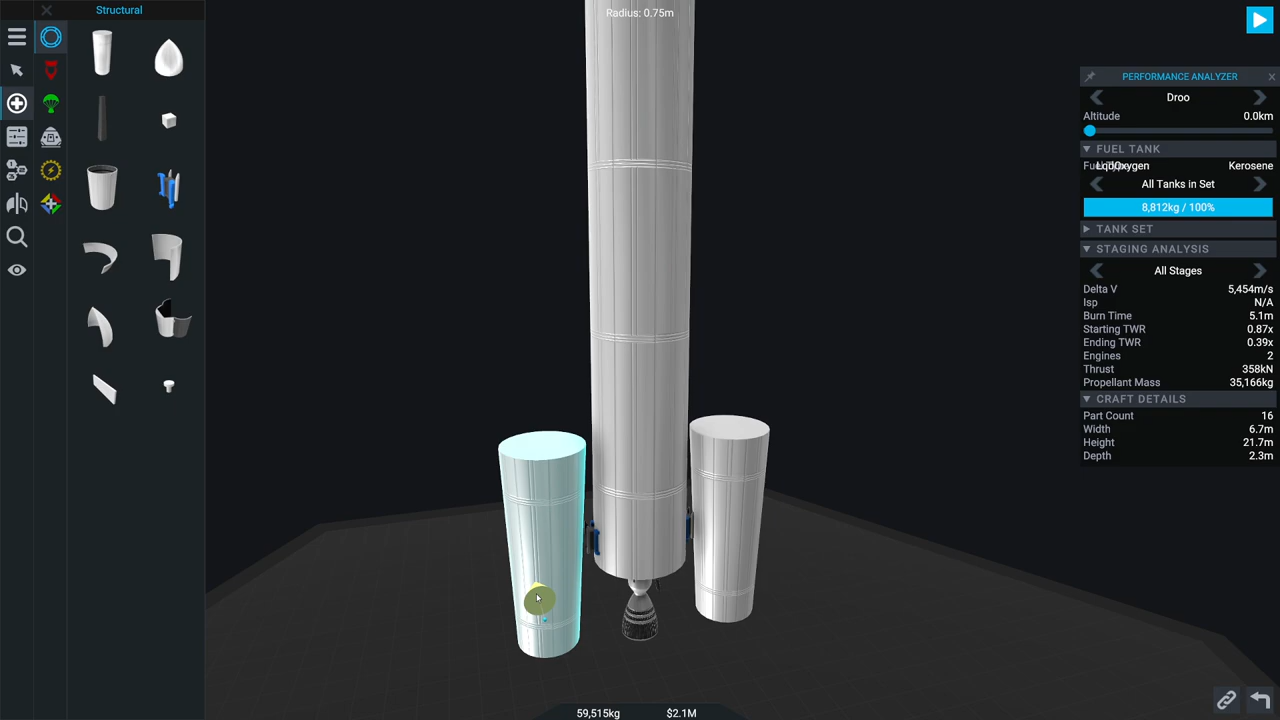 Structural
Radius: 0.75m
PERFORMANCE ANALYZER
Droo
Altitude 0.0km
FUEL TANK
Kerosene
All Tanks in Set
8,812kg / 100%
TANK SET
STAGING ANALYSIS
All Stages
Delta V 5,454m/s
Isp N/A
Burn Time 5.1m
Starting TWR 0.87x
Ending TWR 0.39x
Engines 2
Thrust 358kN
Propellant Mass 35,166kg
CRAFT DETAILS
Part Count 16
Width 6.7m
Height 21.7m
Depth 2.3m
59,515kg $2.1M